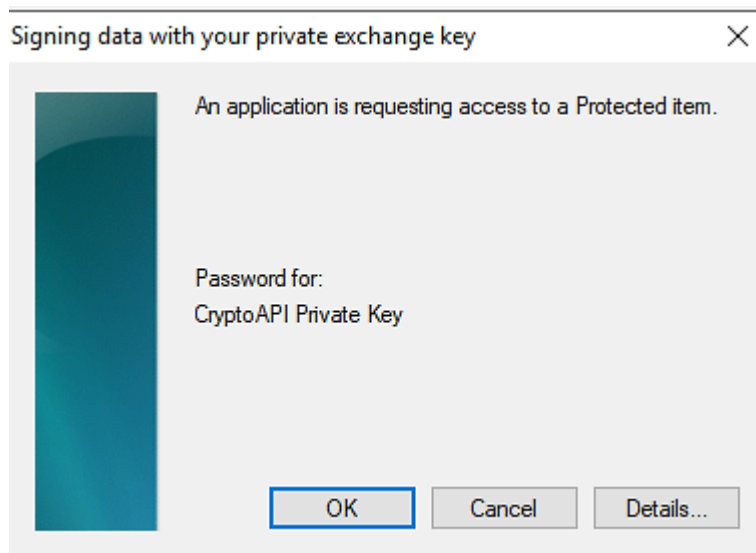 Signing data with your private exchange key
An application is requesting access to a Protected item.
Password for:
CryptoAPI Private Key
OK Cancel Details...